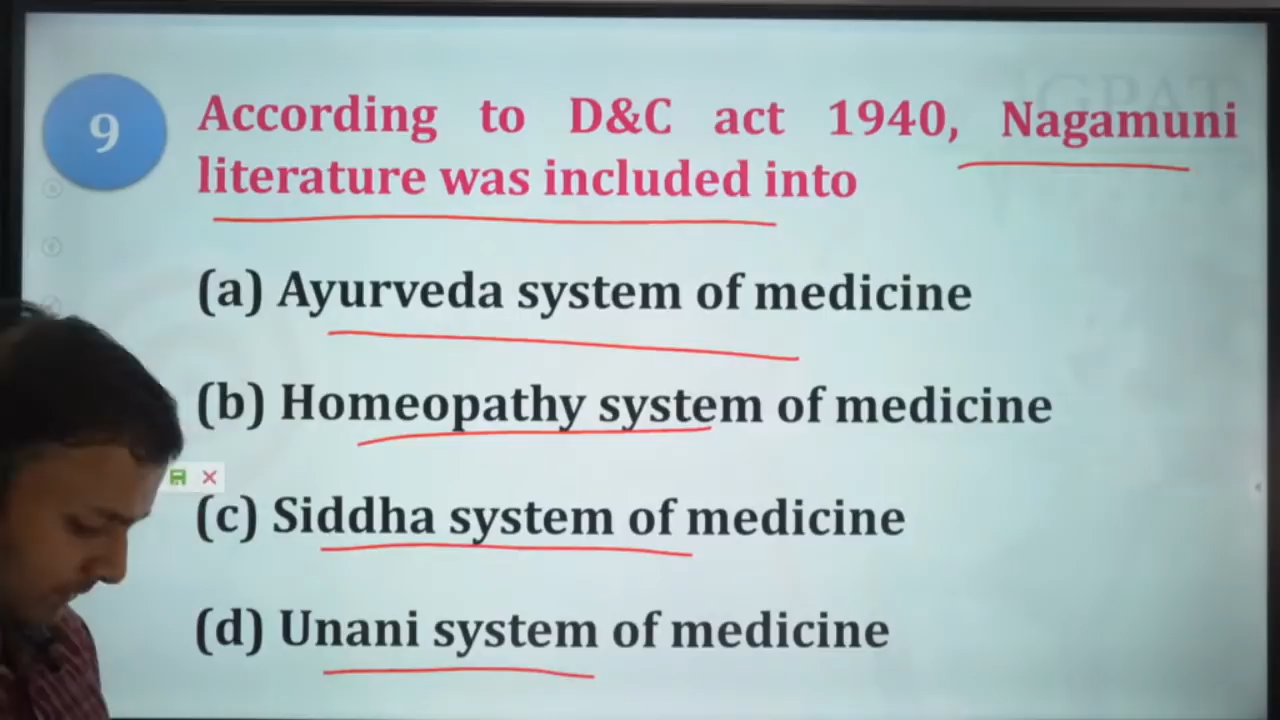 9
According to D&C act 1940, Nagamuni
literature was included into
(a) Ayurveda system of medicine
(b) Homeopathy system of medicine
(c) Siddha system of medicine
(d) Unani system of medicine
GPAT